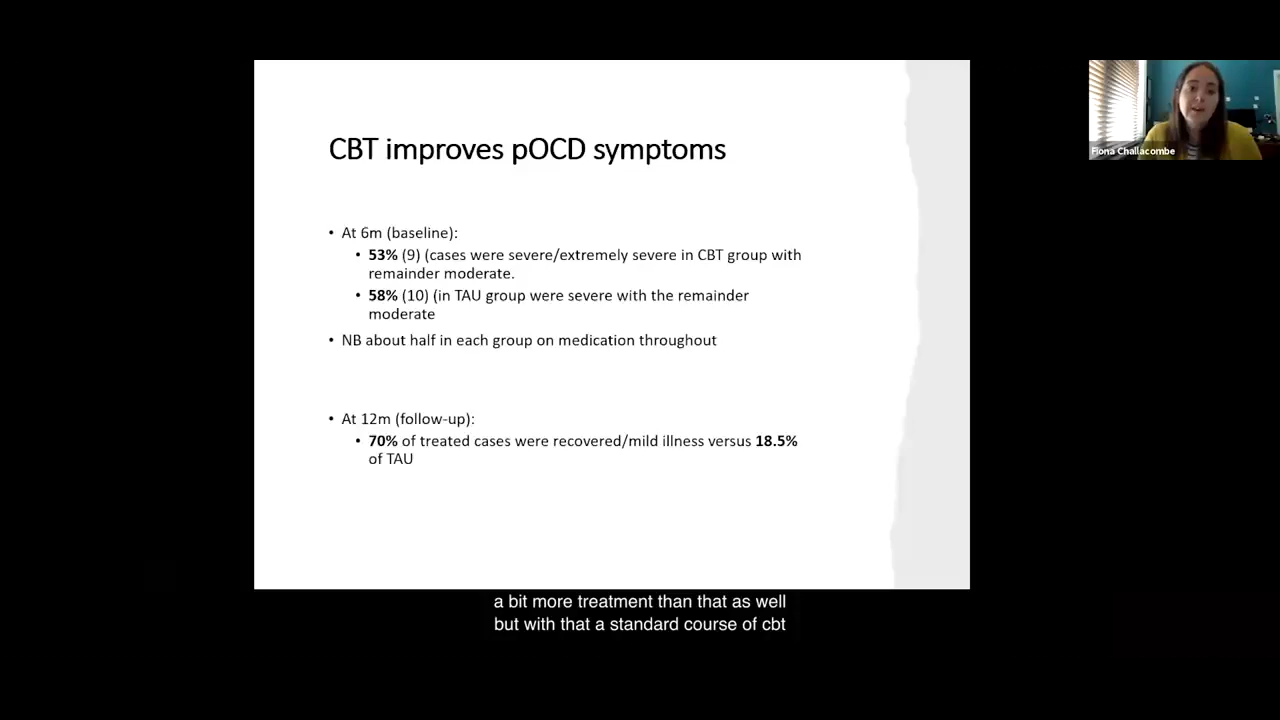 CBT improves pOCD symptoms
• At 6m (baseline):
• 53% (9) (cases were severe/extremely severe in CBT group with
remainder moderate.
• 58% (10) (in TAU group were severe with the remainder
moderate
• NB about half in each group on medication throughout
• At 12m (follow-up):
• 70% of treated cases were recovered/mild illness versus 18.5%
of TAU
Fiona Challacombe
a bit more treatment than that as well
but with that a standard course of cbt